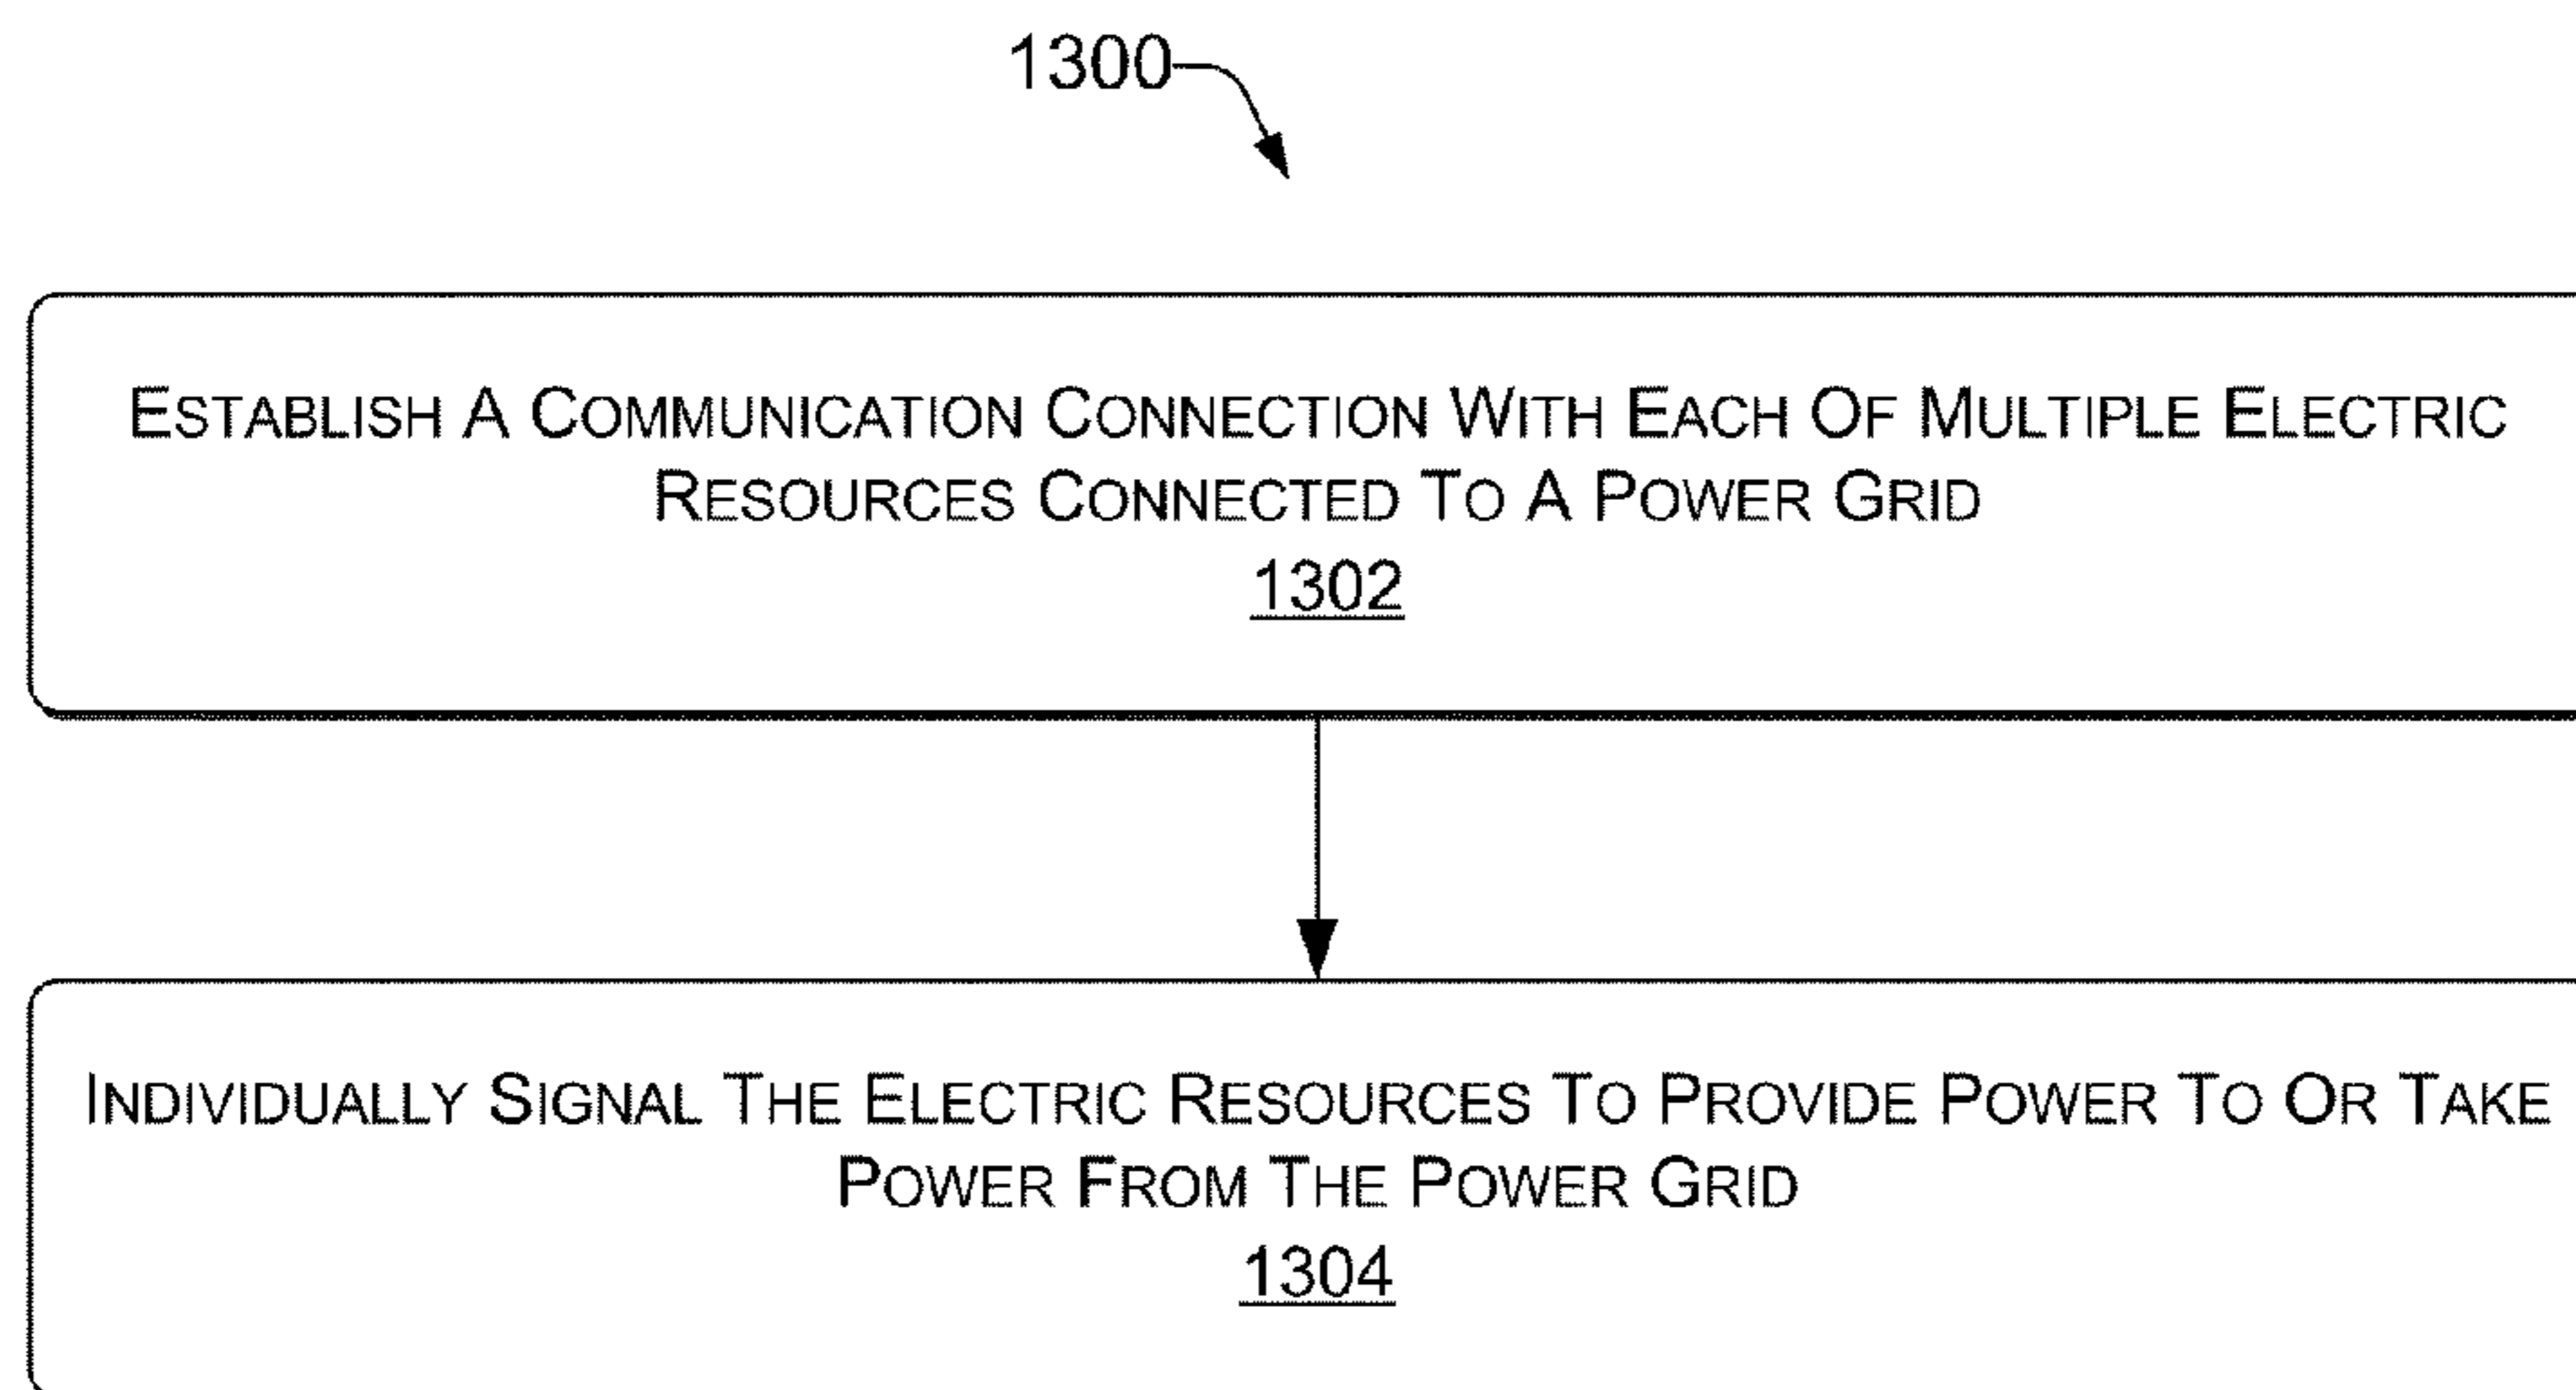 1300
ESTABLISH A COMMUNICATION CONNECTION WITH EACH OF MULTIPLE ELECTRIC
RESOURCES CONNECTED TO A POWER GRID
1302
INDIVIDUALLY SIGNAL THE ELECTRIC RESOURCES TO PROVIDE POWER TO OR TAKE
POWER FROM THE POWER GRID
1304